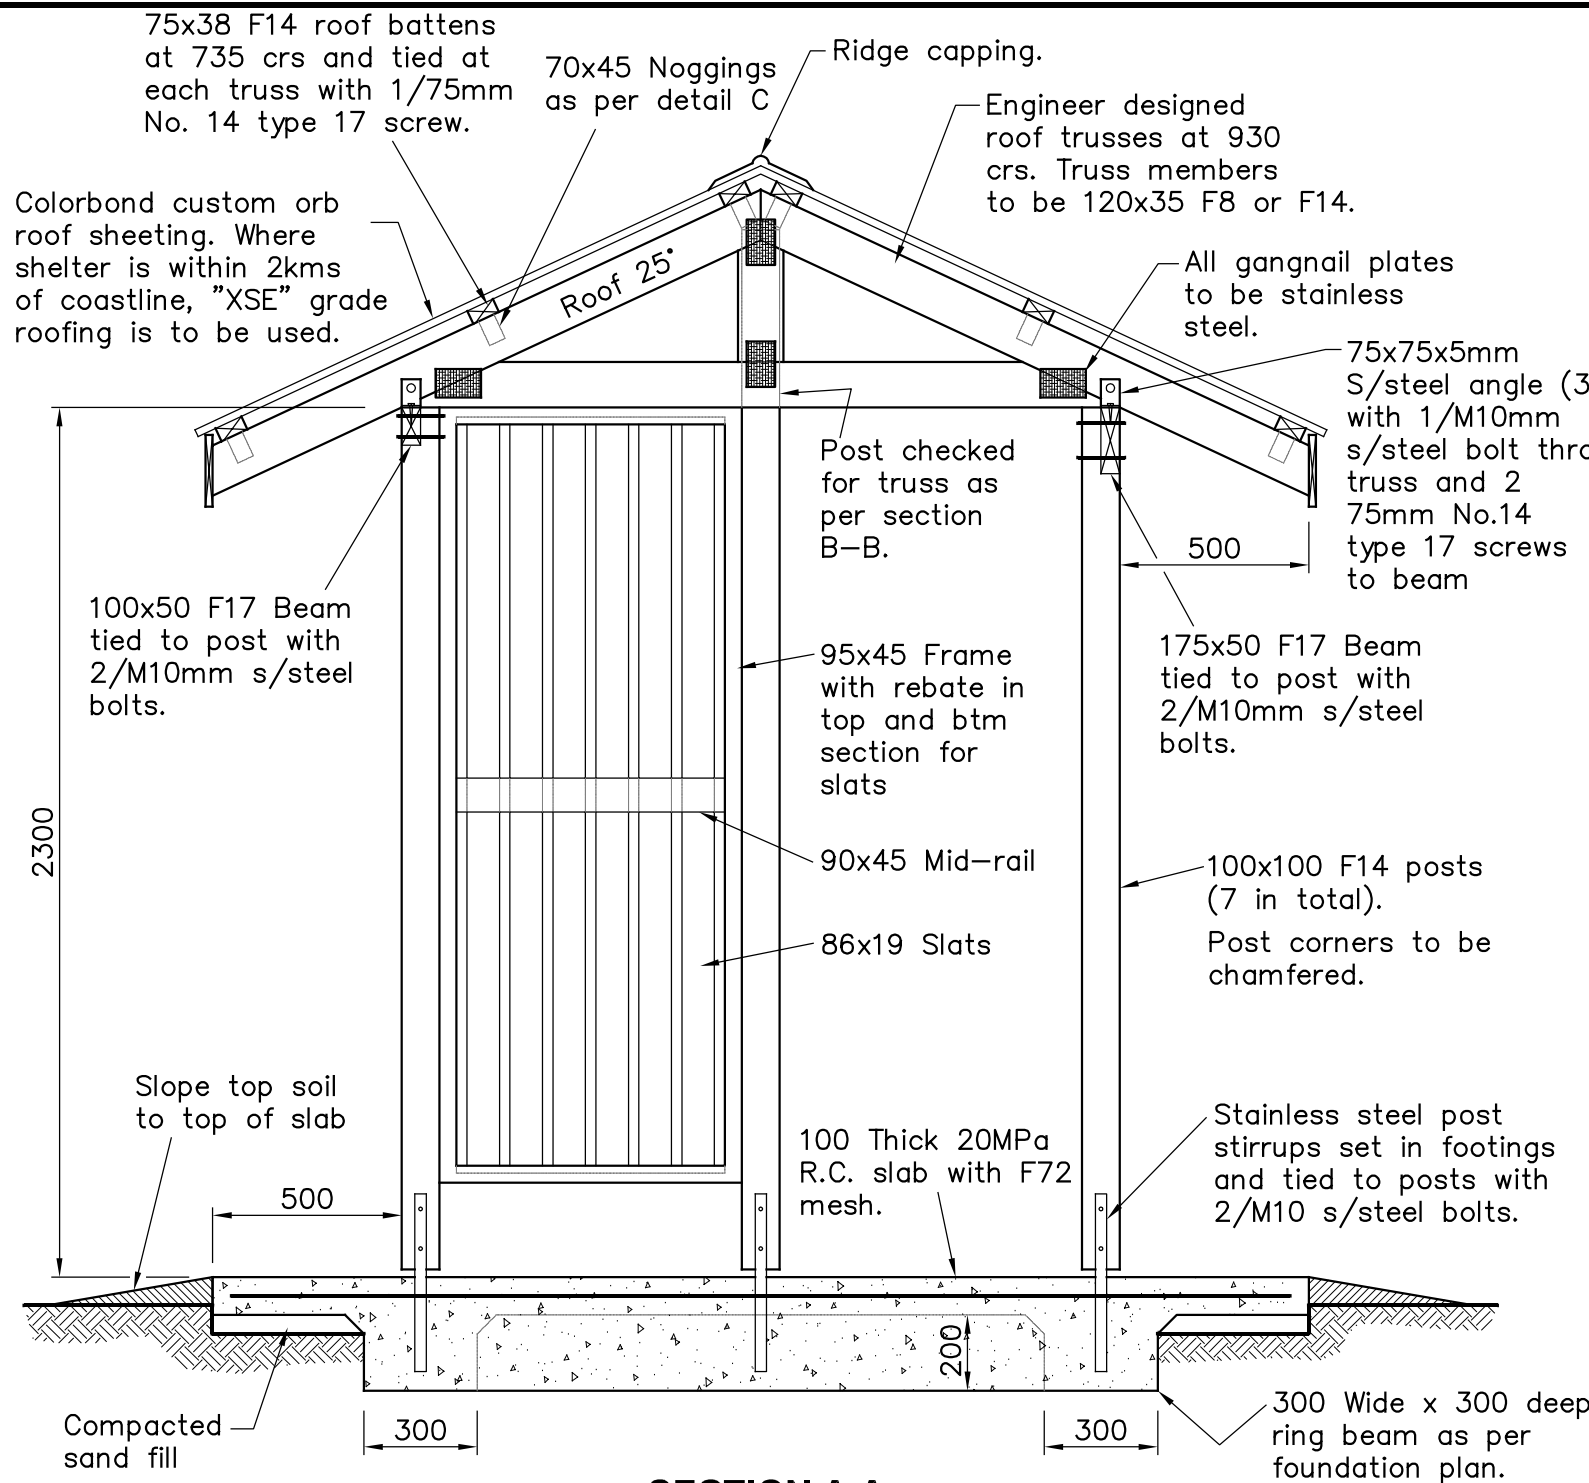 75x38 F14 roof battens
at 735 crs and tied at
each truss with 1/75mm
No. 14 type 17 screw.
70x45 Noggings
as per detail C
Ridge capping.
Engineer designed
roof trusses at 930
crs. Truss members
to be 120x35 F8 or F14.
Colorbond custom orb
roof sheeting. Where
shelter is within 2kms
of coastline, "XSE" grade
roofing is to be used.
Roof 25°
All gangnail plates
to be stainless
steel.
75x75x5mm
S/steel angle (3
with 1/M10mm
s/steel bolt thro
truss and 2
75mm No.14
type 17 screws
to beam
Post checked
for truss as
per section
B–B.
500
100x50 F17 Beam
tied to post with
2/M10mm s/steel
bolts.
175x50 F17 Beam
tied to post with
2/M10mm s/steel
bolts.
95x45 Frame
with rebate in
top and btm
section for
slats
2300
90x45 Mid–rail
100x100 F14 posts
(7 in total).
Post corners to be
chamfered.
86x19 Slats
Slope top soil
to top of slab
100 Thick 20MPa
R.C. slab with F72
mesh.
Stainless steel post
stirrups set in footings
and tied to posts with
2/M10 s/steel bolts.
500
200
Compacted
sand fill
300
300
300 Wide x 300 deep
ring beam as per
foundation plan.
SECTION A-A